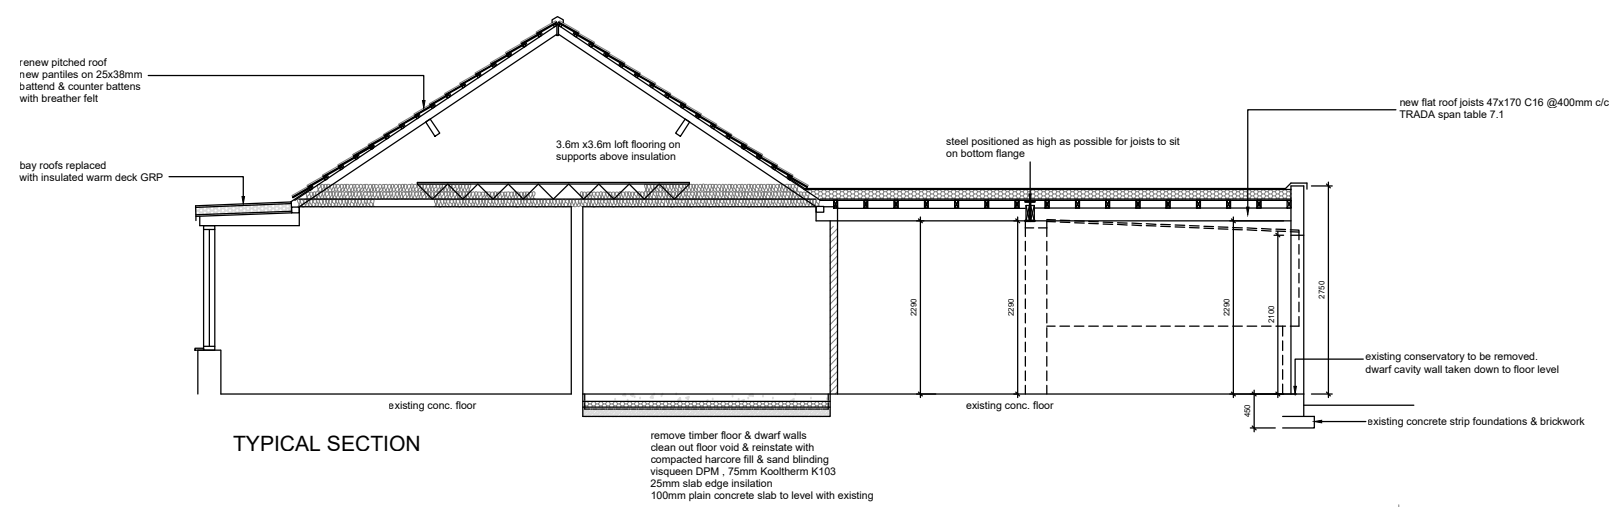 renew pitched roof
new pantiles on 25x38mm
battend & counter battens
with breather felt
bay roofs replaced
with insulated warm deck GRP
3.6m x3.6m loft flooring on
supports above insulation
steel positioned as high as possible for joists to sit
on bottom flange
new flat roof joists 47x170 C16 @400mm c/c
TRADA span table 7.1
2290
2290
2290
2100
2750
existing conservatory to be removed.
dwarf cavity wall taken down to floor level
existing conc. floor
existing conc. floor
450
existing concrete strip foundations & brickwork
TYPICAL SECTION
remove timber floor & dwarf walls
clean out floor void & reinstate with
compacted harcore fill & sand blinding
visqueen DPM , 75mm Kooltherm K103
25mm slab edge insilation
100mm plain concrete slab to level with existing